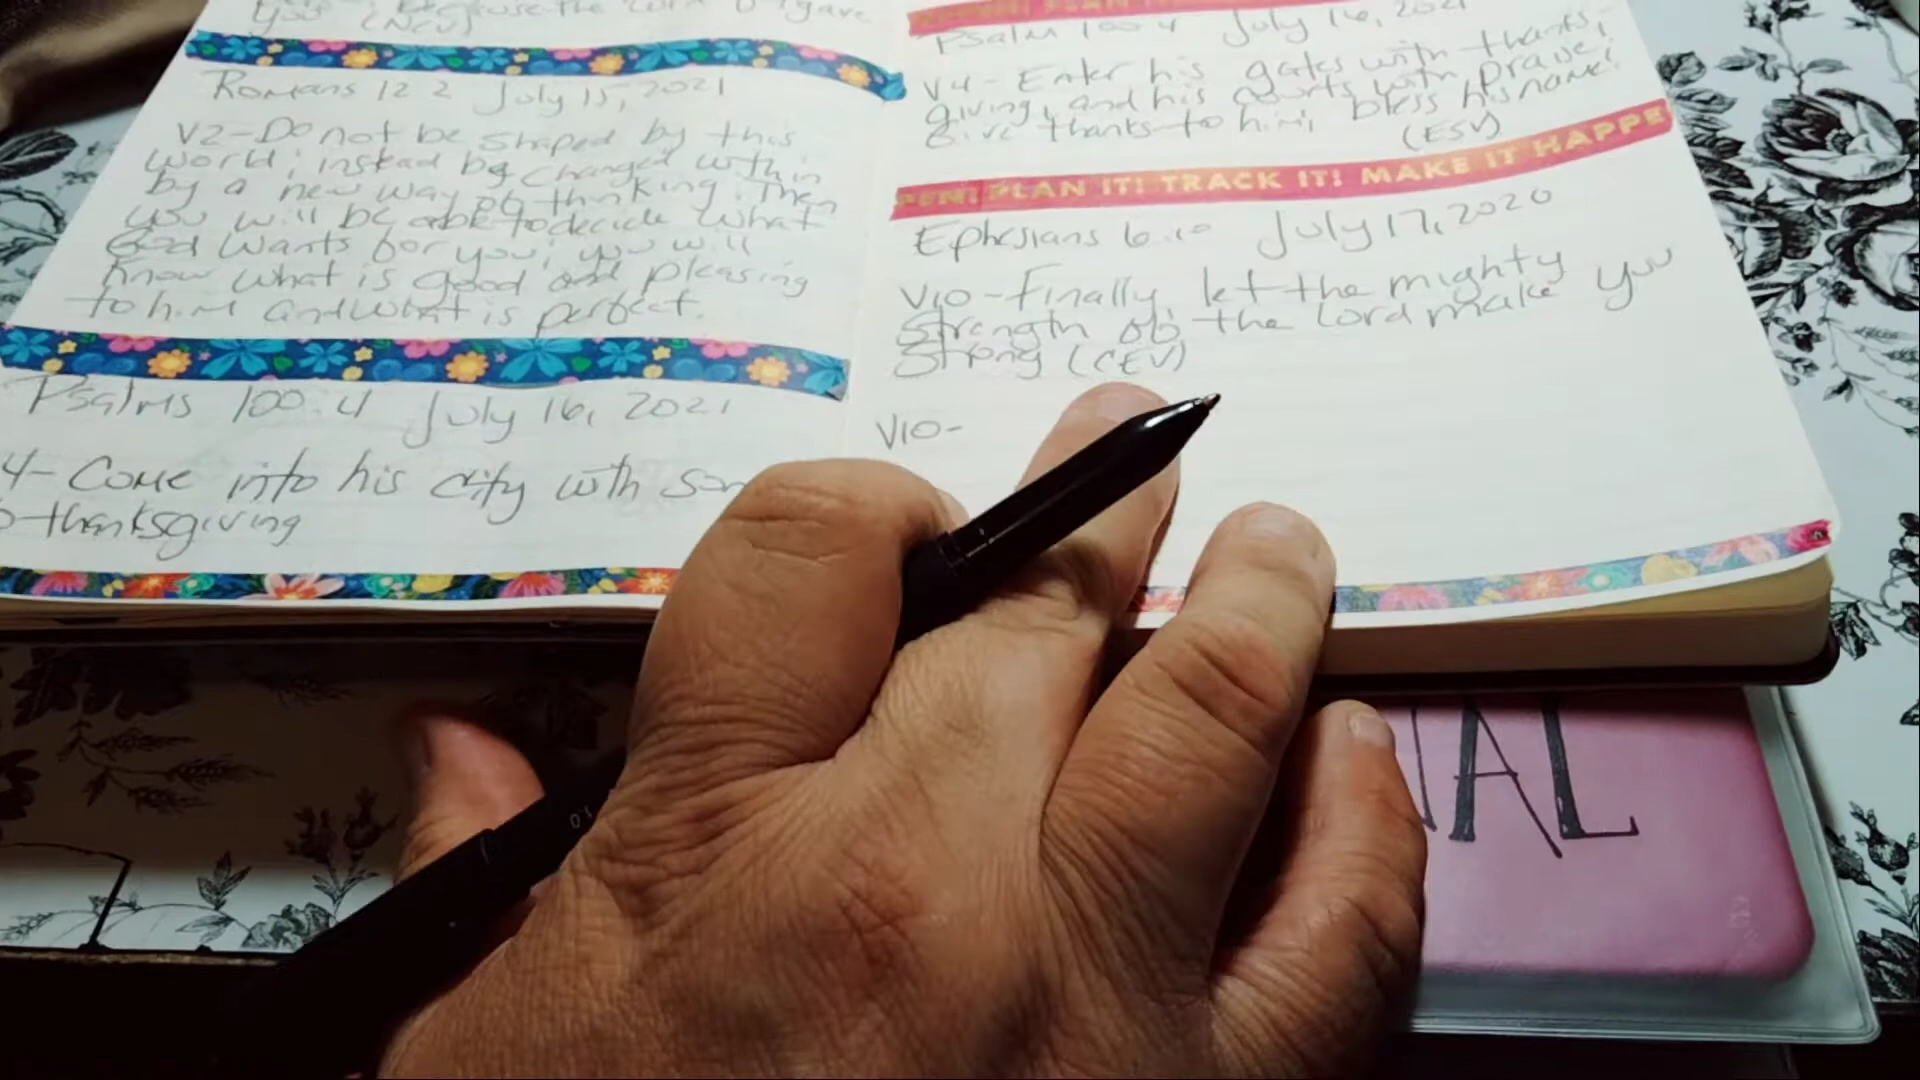 you (NCV)
Romans 12 2 July 15, 2021
V2-Do not be shaped by this
world; instead be changed within
by a new way of thinking. Then
you will be able to decide what
God wants for you; you will
know what is good and pleasing
to him and what is perfect.
Psalms 100:4 July 16, 2021
4- Come into his city with
thanksgiving
Psalm 100 4 July 16, 2021
V4- Enter his gates with thanks;
giving, and his courts with praise!
Give thanks to him; bless his name!
(ESV)
PEN! PLAN IT! TRACK IT! MAKE IT HAPPE
Ephesians 6:10 July 17, 2020
V10-Finally, let the mighty
strength of the Lord make you
Strong (CEV)
V10-
NAL